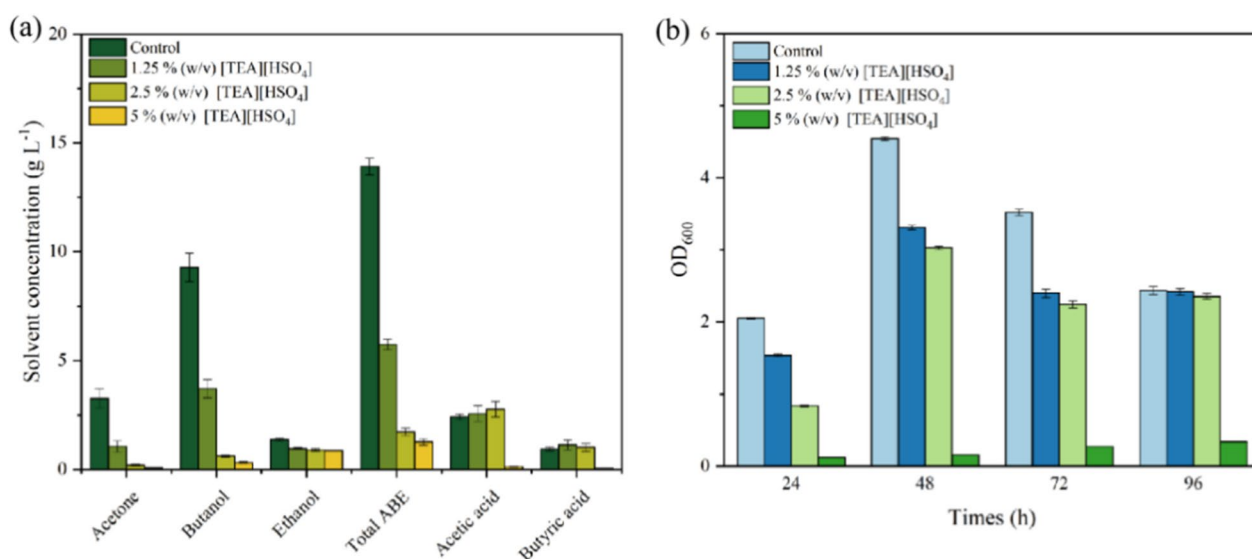 (a)
Control
1.25 % (w/v) [TEA][HSO₄]
2.5 % (w/v) [TEA][HSO₄]
5 % (w/v) [TEA][HSO₄]
Solvent concentration (g L⁻¹)
20
15
10
5
0
Acetone
Butanol
Ethanol
Total ABE
Acetic acid
Butyric acid
(b)
Control
1.25 % (w/v) [TEA][HSO₄]
2.5 % (w/v) [TEA][HSO₄]
5 % (w/v) [TEA][HSO₄]
OD₆₀₀
6
4
2
0
24
48
72
96
Times (h)